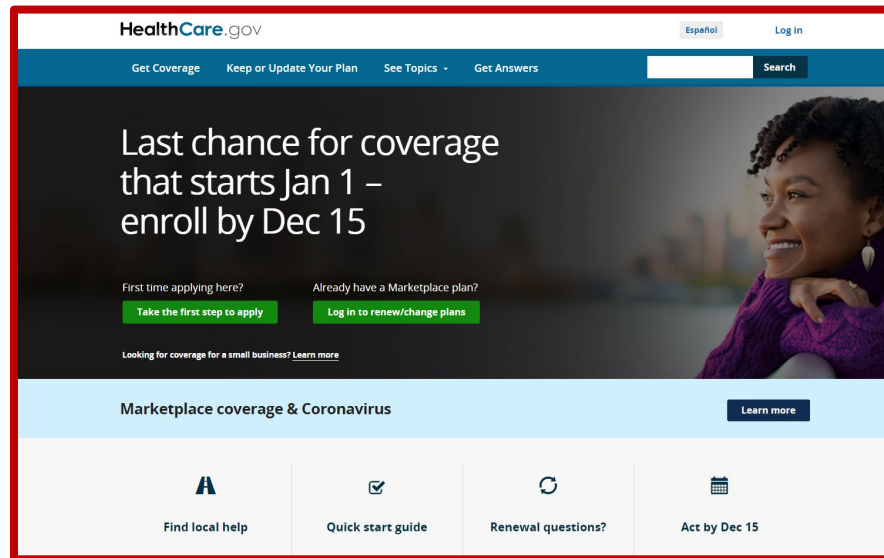 HealthCare.gov
Español
Log in
Get Coverage
Keep or Update Your Plan
See Topics
Get Answers
Search
Last chance for coverage
that starts Jan 1 –
enroll by Dec 15
First time applying here?
Already have a Marketplace plan?
Take the first step to apply
Log in to renew/change plans
Looking for coverage for a small business? Learn more
Marketplace coverage & Coronavirus
Learn more
Find local help
Quick start guide
Renewal questions?
Act by Dec 15